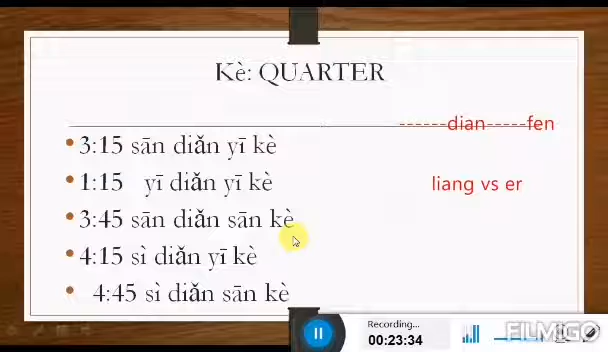 Kè: QUARTER
------dian-----fen
• 3:15 sān diǎn yī kè
• 1:15 yī diǎn yī kè
liang vs er
• 3:45 sān diǎn sān kè
• 4:15 sì diǎn yī kè
• 4:45 sì diǎn sān kè
Recording...
00:23:34
FILMIGO